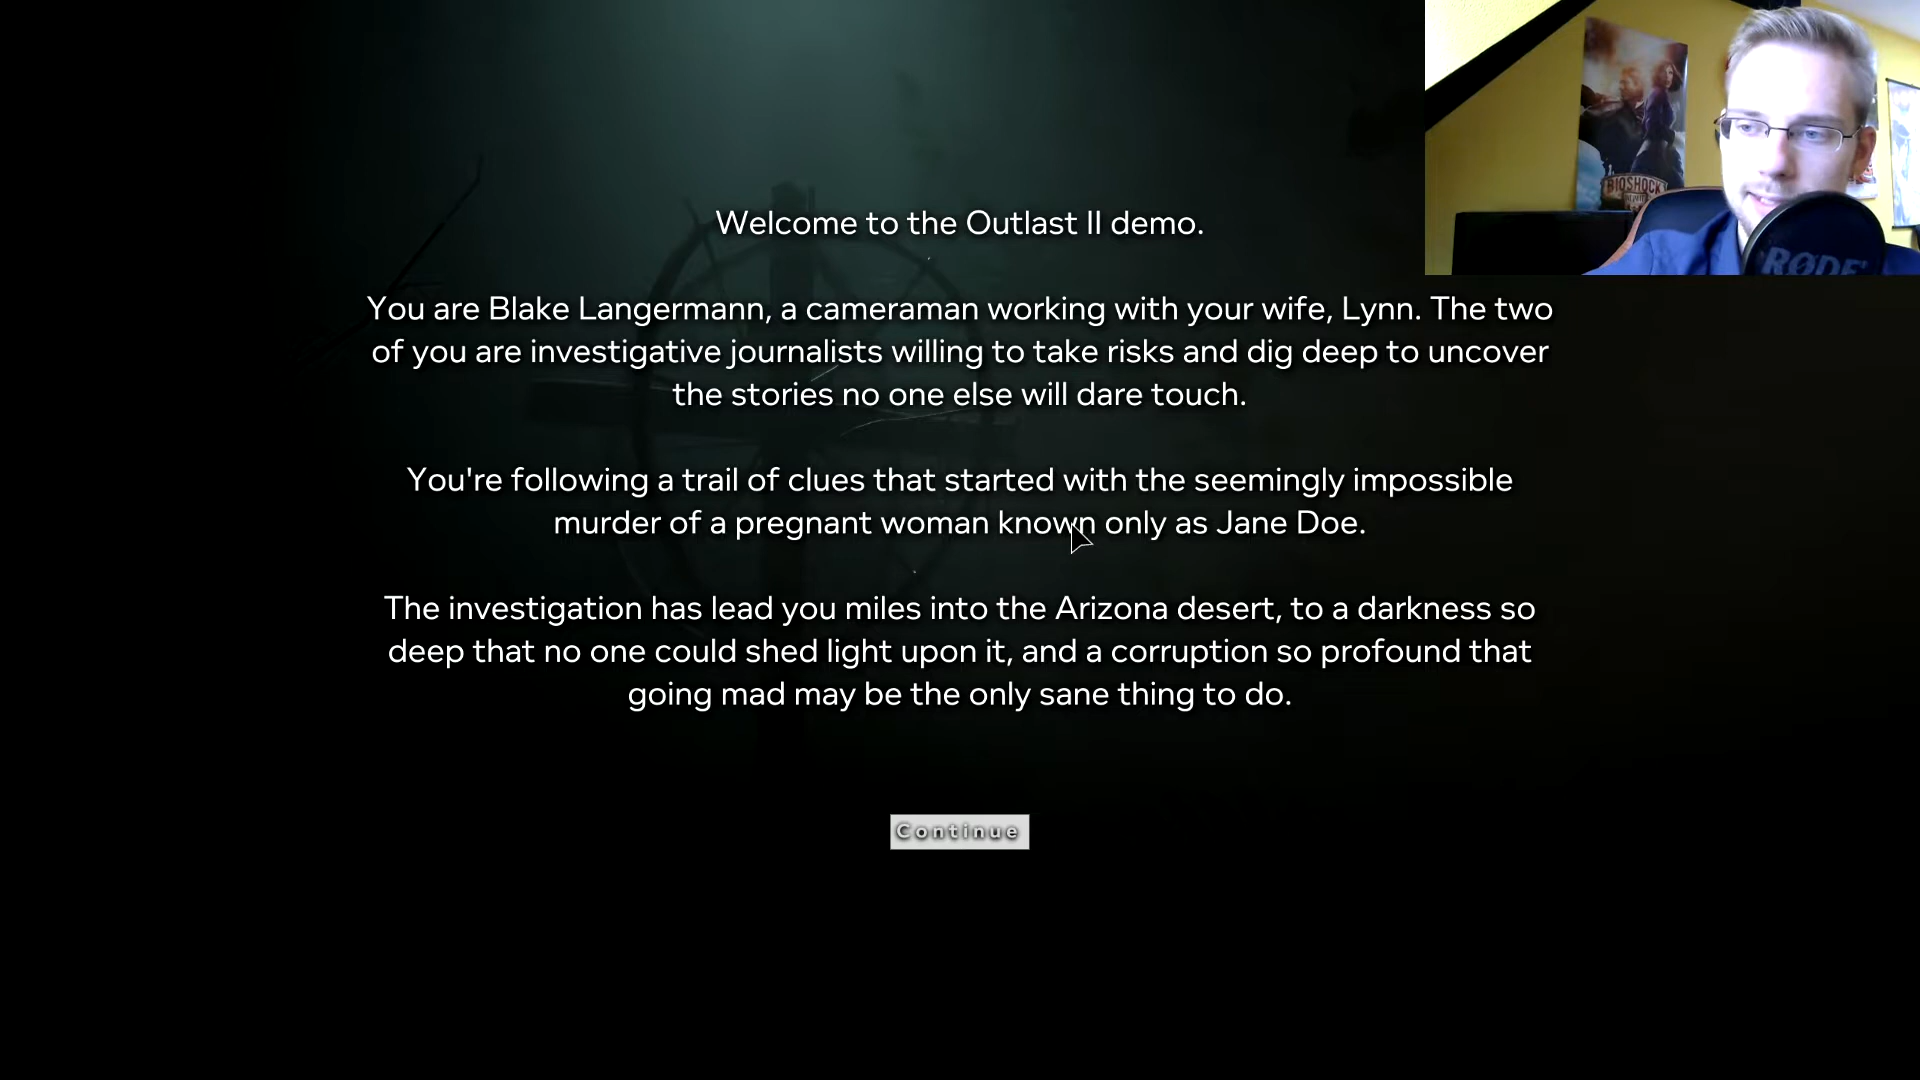 Welcome to the Outlast II demo.
You are Blake Langermann, a cameraman working with your wife, Lynn. The two
of you are investigative journalists willing to take risks and dig deep to uncover
the stories no one else will dare touch.
You're following a trail of clues that started with the seemingly impossible
murder of a pregnant woman known only as Jane Doe.
The investigation has lead you miles into the Arizona desert, to a darkness so
deep that no one could shed light upon it, and a corruption so profound that
going mad may be the only sane thing to do.
Continue
BIOSHOCK
RØDE